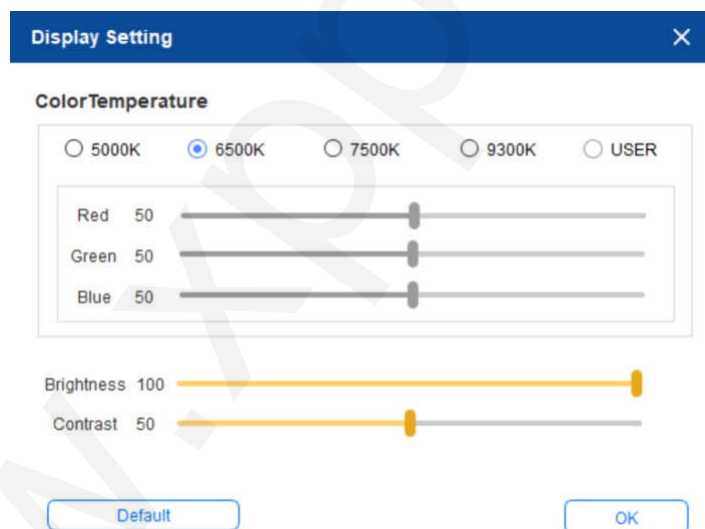 Display Setting
ColorTemperature
5000K 6500K 7500K 9300K USER
Red 50
Green 50
Blue 50
Brightness 100
Contrast 50
Default OK